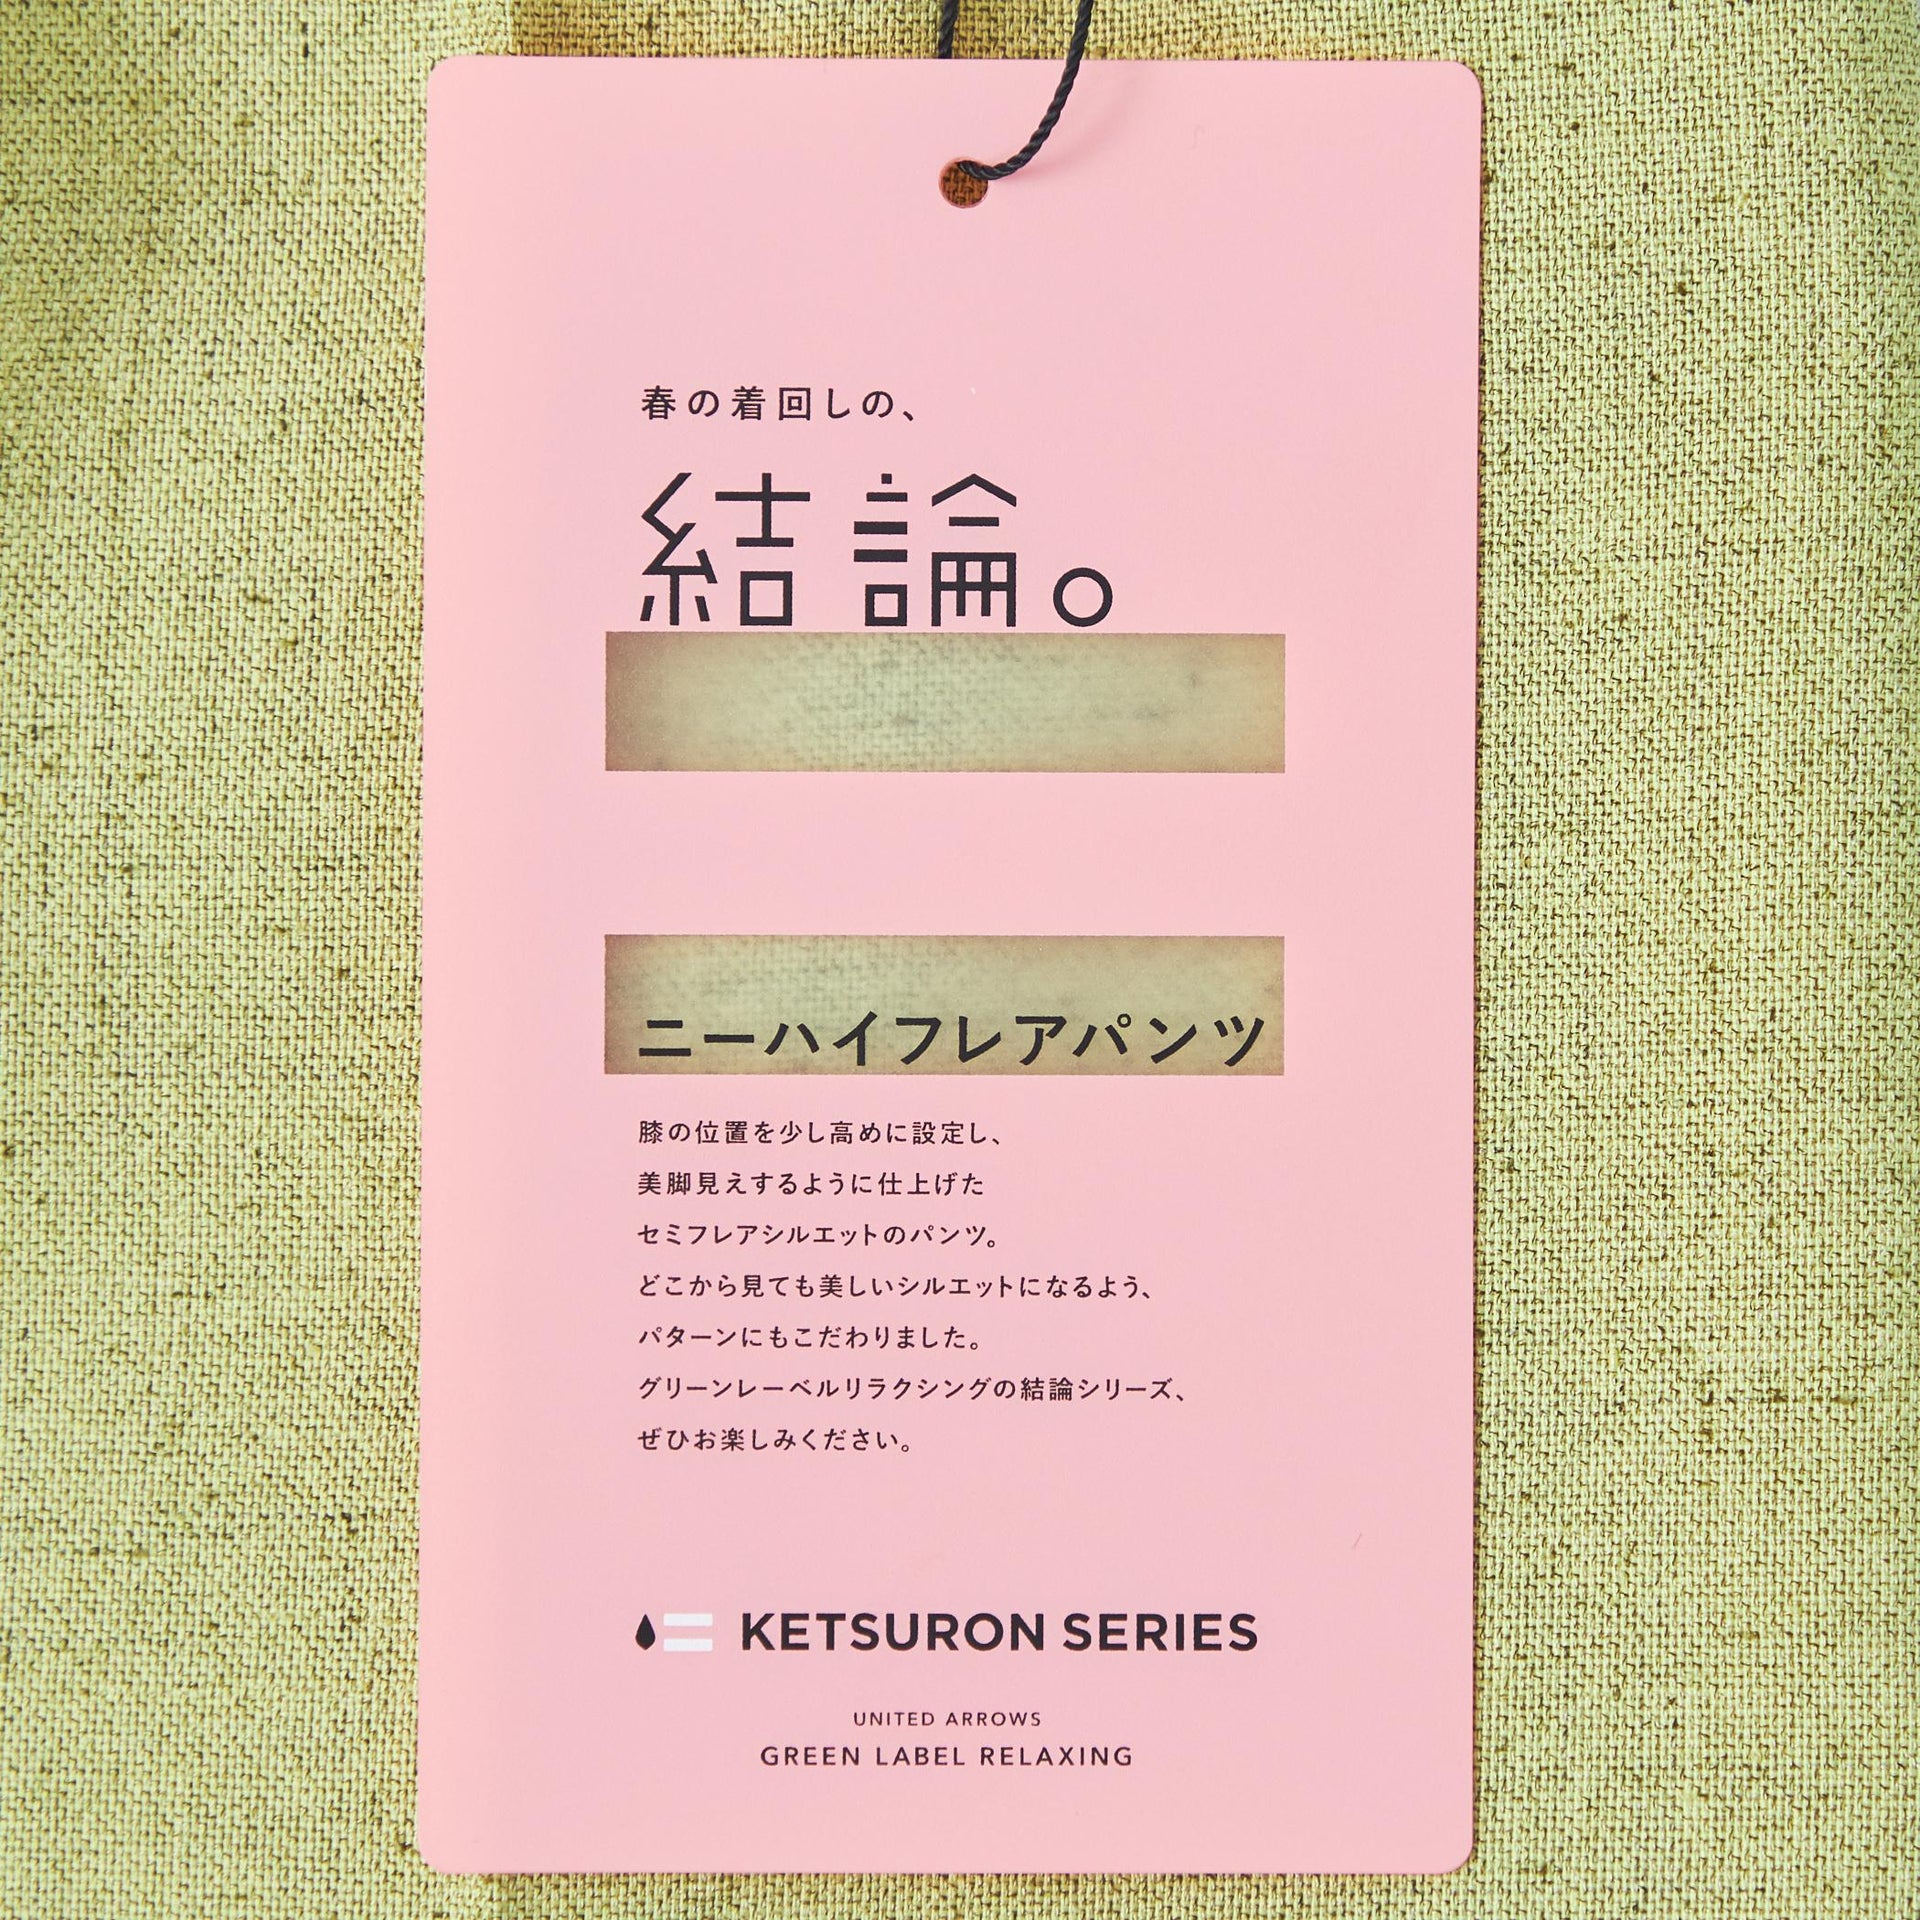 春の着回しの、
結論。
ニーハイフレアパンツ
膝の位置を少し高めに設定し、
美脚見えするように仕上げた
セミフレアシルエットのパンツ。
どこから見ても美しいシルエットになるよう、
パターンにもこだわりました。
グリーンレーベルリラクシングの結論シリーズ、
ぜひお楽しみください。
KETSURON SERIES
UNITED ARROWS
GREEN LABEL RELAXING